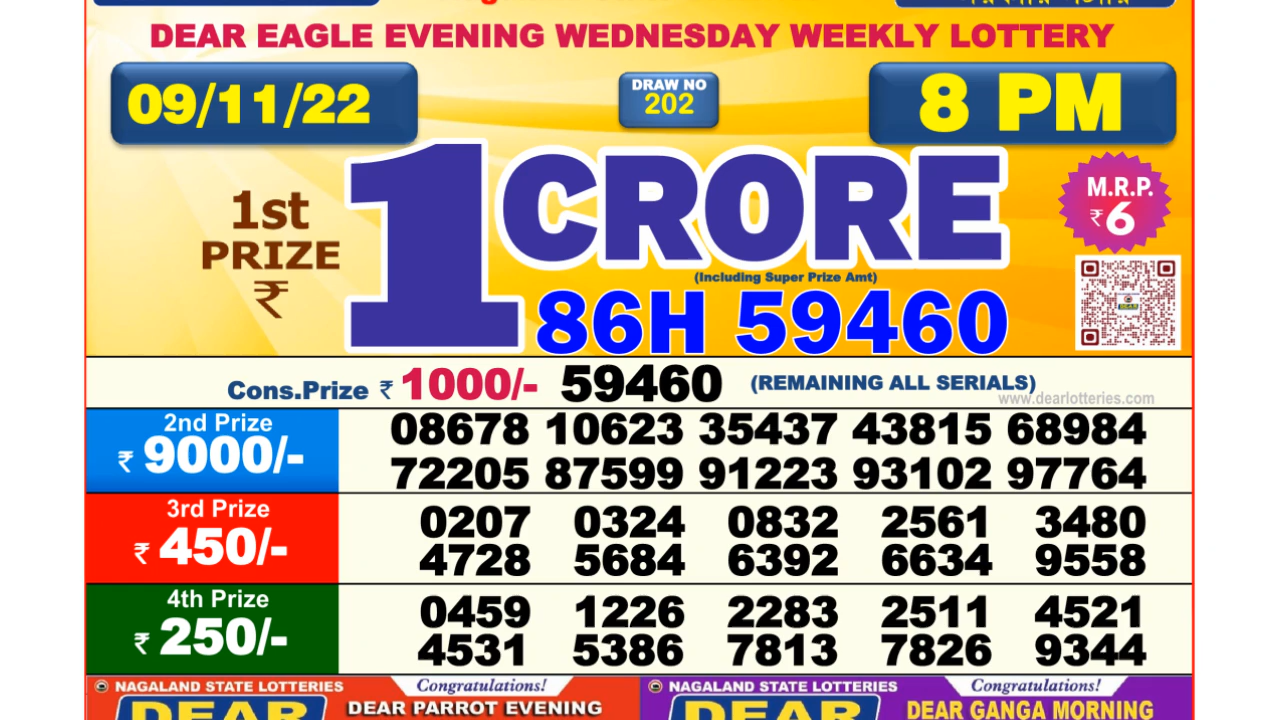 DEAR EAGLE EVENING WEDNESDAY WEEKLY LOTTERY
09/11/22
DRAW NO
202
8 PM
1st
PRIZE
₹
1 CRORE
(Including Super Prize Amt)
86H 59460
M.R.P.
₹6
DEAR
Cons.Prize ₹ 1000/- 59460 (REMAINING ALL SERIALS)
www.dearlotteries.com
2nd Prize
₹ 9000/-
08678 10623 35437 43815 68984
72205 87599 91223 93102 97764
3rd Prize
₹ 450/-
0207 0324 0832 2561 3480
4728 5684 6392 6634 9558
4th Prize
₹ 250/-
0459 1226 2283 2511 4521
4531 5386 7813 7826 9344
NAGALAND STATE LOTTERIES
Congratulations!
DEAR
DEAR PARROT EVENING
NAGALAND STATE LOTTERIES
Congratulations!
DEAR
DEAR GANGA MORNING